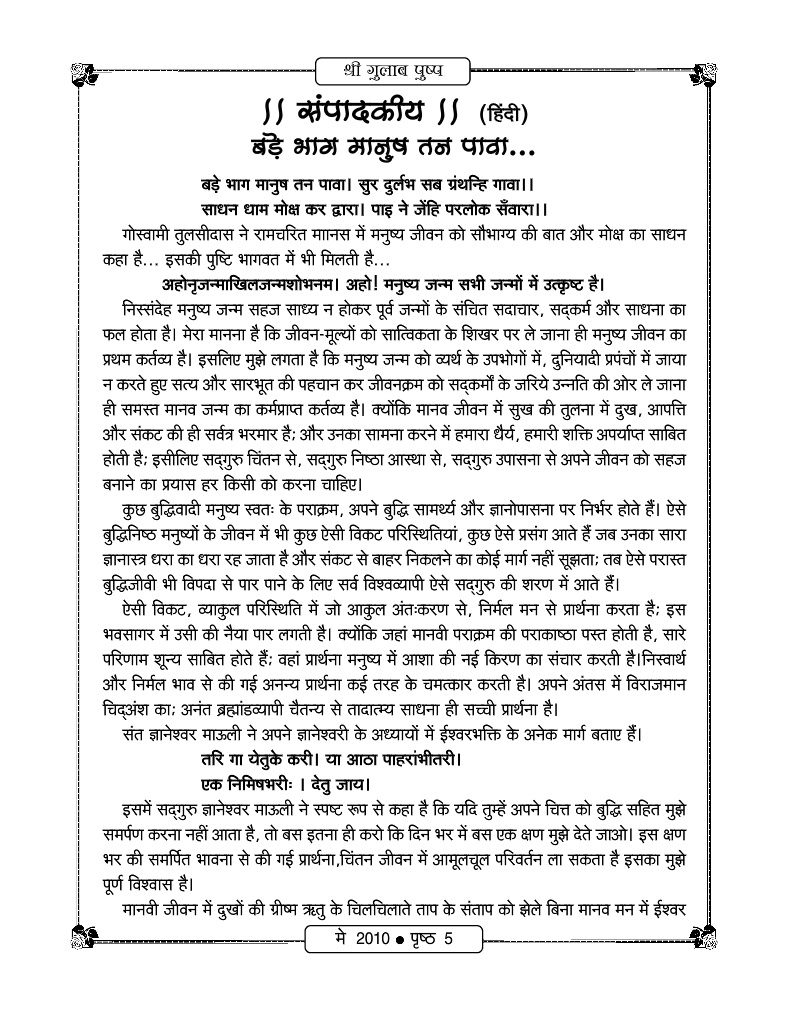 श्री गुलाब पुष्प
।। संपादकीय ।। (हिंदी)
बड़े भाग मानुष तन पावा...
बड़े भाग मानुष तन पावा। सुर दुर्लभ सब ग्रंथन्हि गावा।।
साधन धाम मोक्ष कर द्वारा। पाइ ने जेंहि परलोक सँवारा।।
गोस्वामी तुलसीदास ने रामचरित माानस में मनुष्य जीवन को सौभाग्य की बात और मोक्ष का साधन
कहा है... इसकी पुष्टि भागवत में भी मिलती है...
अहोनृजन्माखिलजन्मशोभनम। अहो! मनुष्य जन्म सभी जन्मों में उत्कृष्ट है।
निस्संदेह मनुष्य जन्म सहज साध्य न होकर पूर्व जन्मों के संचित सदाचार, सद्कर्म और साधना का
फल होता है। मेरा मानना है कि जीवन-मूल्यों को सात्विकता के शिखर पर ले जाना ही मनुष्य जीवन का
प्रथम कर्तव्य है। इसलिए मुझे लगता है कि मनुष्य जन्म को व्यर्थ के उपभोगों में, दुनियादी प्रपंचों में जाया
न करते हुए सत्य और सारभूत की पहचान कर जीवनक्रम को सद्कर्मों के जरिये उन्नति की ओर ले जाना
ही समस्त मानव जन्म का कर्मप्राप्त कर्तव्य है। क्योंकि मानव जीवन में सुख की तुलना में दुख, आपत्ति
और संकट की ही सर्वत्र भरमार है; और उनका सामना करने में हमारा धैर्य, हमारी शक्ति अपर्याप्त साबित
होती है; इसीलिए सद्गुरु चिंतन से, सद्गुरु निष्ठा आस्था से, सद्गुरु उपासना से अपने जीवन को सहज
बनाने का प्रयास हर किसी को करना चाहिए।
कुछ बुद्धिवादी मनुष्य स्वतः के पराक्रम, अपने बुद्धि सामर्थ्य और ज्ञानोपासना पर निर्भर होते हैं। ऐसे
बुद्धिनिष्ठ मनुष्यों के जीवन में भी कुछ ऐसी विकट परिस्थितियां, कुछ ऐसे प्रसंग आते हैं जब उनका सारा
ज्ञानास्त्र धरा का धरा रह जाता है और संकट से बाहर निकलने का कोई मार्ग नहीं सूझता; तब ऐसे परास्त
बुद्धिजीवी भी विपदा से पार पाने के लिए सर्व विश्वव्यापी ऐसे सद्गुरु की शरण में आते हैं।
ऐसी विकट, व्याकुल परिस्थिति में जो आकुल अंतःकरण से, निर्मल मन से प्रार्थना करता है; इस
भवसागर में उसी की नैया पार लगती है। क्योंकि जहां मानवी पराक्रम की पराकाष्ठा पस्त होती है, सारे
परिणाम शून्य साबित होते हैं; वहां प्रार्थना मनुष्य में आशा की नई किरण का संचार करती है।निस्वार्थ
और निर्मल भाव से की गई अनन्य प्रार्थना कई तरह के चमत्कार करती है। अपने अंतस में विराजमान
चिद्अंश का; अनंत ब्रह्मांडव्यापी चैतन्य से तादात्म्य साधना ही सच्ची प्रार्थना है।
संत ज्ञानेश्वर माऊली ने अपने ज्ञानेश्वरी के अध्यायों में ईश्वरभक्ति के अनेक मार्ग बताए हैं।
तरि गा येतुके करी। या आठा पाहरांभीतरी।
एक निमिषभरीः । देतु जाय।
इसमें सद्गुरु ज्ञानेश्वर माऊली ने स्पष्ट रूप से कहा है कि यदि तुम्हें अपने चित्त को बुद्धि सहित मुझे
समर्पण करना नहीं आता है, तो बस इतना ही करो कि दिन भर में बस एक क्षण मुझे देते जाओ। इस क्षण
भर की समर्पित भावना से की गई प्रार्थना,चिंतन जीवन में आमूलचूल परिवर्तन ला सकता है इसका मुझे
पूर्ण विश्वास है।
मानवी जीवन में दुखों की ग्रीष्म ऋतु के चिलचिलाते ताप के संताप को झेले बिना मानव मन में ईश्वर
मे 2010 ● पृष्ठ 5